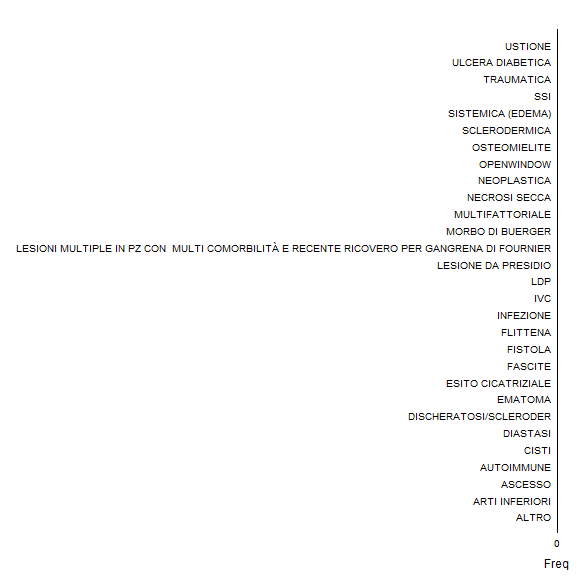 USTIONE
ULCERA DIABETICA
TRAUMATICA
SSI
SISTEMICA (EDEMA)
SCLERODERMICA
OSTEOMIELITE
OPENWINDOW
NEOPLASTICA
NECROSI SECCA
MULTIFATTORIALE
MORBO DI BUERGER
LESIONI MULTIPLE IN PZ CON  MULTI COMORBILITÀ E RECENTE RICOVERO PER GANGRENA DI FOURNIER
LESIONE DA PRESIDIO
LDP
IVC
INFEZIONE
FLITTENA
FISTOLA
FASCITE
ESITO CICATRIZIALE
EMATOMA
DISCHERATOSI/SCLERODER
DIASTASI
CISTI
AUTOIMMUNE
ASCESSO
ARTI INFERIORI
ALTRO
0
Freq